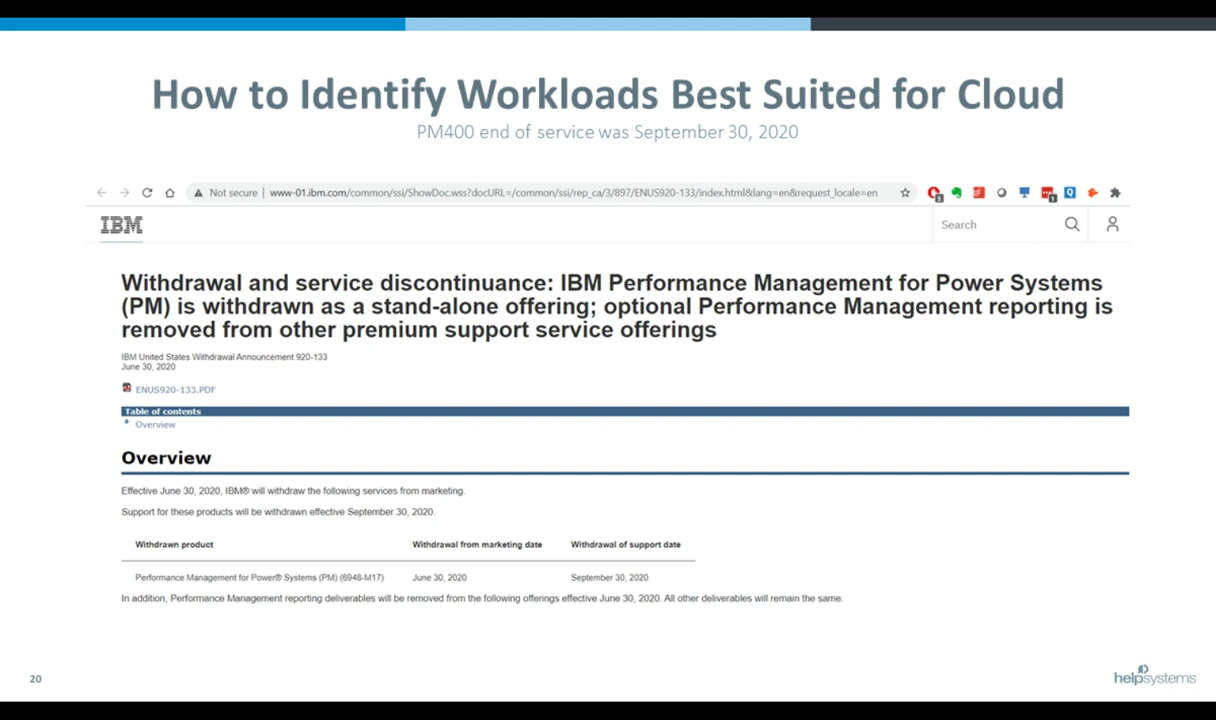 How to Identify Workloads Best Suited for Cloud
PM400 end of service was September 30, 2020
Not secure | www-01.ibm.com/common/ssi/ShowDoc.wss?docURL=/common/ssi/rep_ca/3/897/ENUS920-133/index.html&lang=en&request_locale=en
IBM
Search
Withdrawal and service discontinuance: IBM Performance Management for Power Systems
(PM) is withdrawn as a stand-alone offering; optional Performance Management reporting is
removed from other premium support service offerings
IBM United States Withdrawal Announcement 920-133
June 30, 2020
ENUS920-133.PDF
Table of contents
Overview
Overview
Effective June 30, 2020, IBM® will withdraw the following services from marketing.
Support for these products will be withdrawn effective September 30, 2020.
Withdrawn product Withdrawal from marketing date Withdrawal of support date
Performance Management for Power® Systems (PM) (6948-M17) June 30, 2020 September 30, 2020
In addition, Performance Management reporting deliverables will be removed from the following offerings effective June 30, 2020. All other deliverables will remain the same.
20
helpsystems